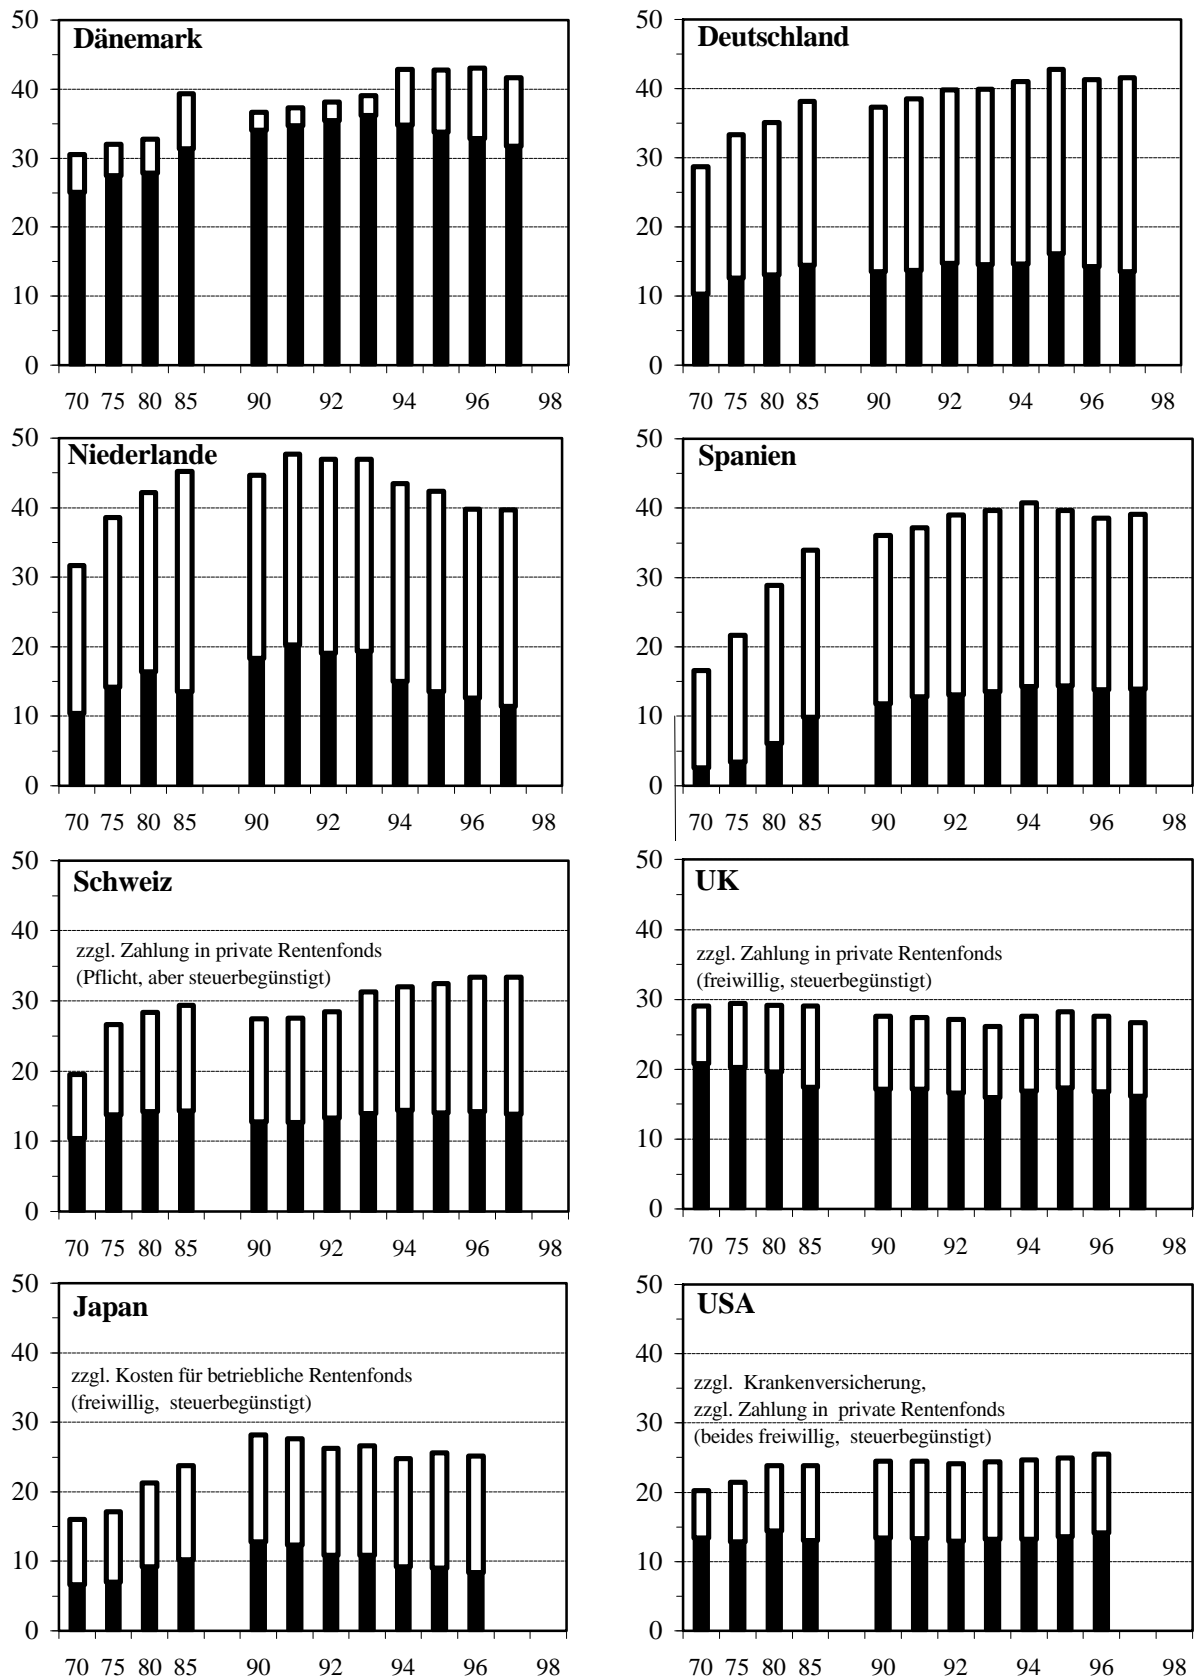 Dänemark
50
40
30
20
10
0
70 75 80 85 90 92 94 96 98
Deutschland
50
40
30
20
10
0
70 75 80 85 90 92 94 96 98
Niederlande
50
40
30
20
10
0
70 75 80 85 90 92 94 96 98
Spanien
50
40
30
20
10
0
70 75 80 85 90 92 94 96 98
Schweiz
zzgl. Zahlung in private Rentenfonds
(Pflicht, aber steuerbegünstigt)
50
40
30
20
10
0
70 75 80 85 90 92 94 96 98
UK
zzgl. Zahlung in private Rentenfonds
(freiwillig, steuerbegünstigt)
50
40
30
20
10
0
70 75 80 85 90 92 94 96 98
Japan
zzgl. Kosten für betriebliche Rentenfonds
(freiwillig, steuerbegünstigt)
50
40
30
20
10
0
70 75 80 85 90 92 94 96 98
USA
zzgl. Krankenversicherung,
zzgl. Zahlung in private Rentenfonds
(beides freiwillig, steuerbegünstigt)
50
40
30
20
10
0
70 75 80 85 90 92 94 96 98